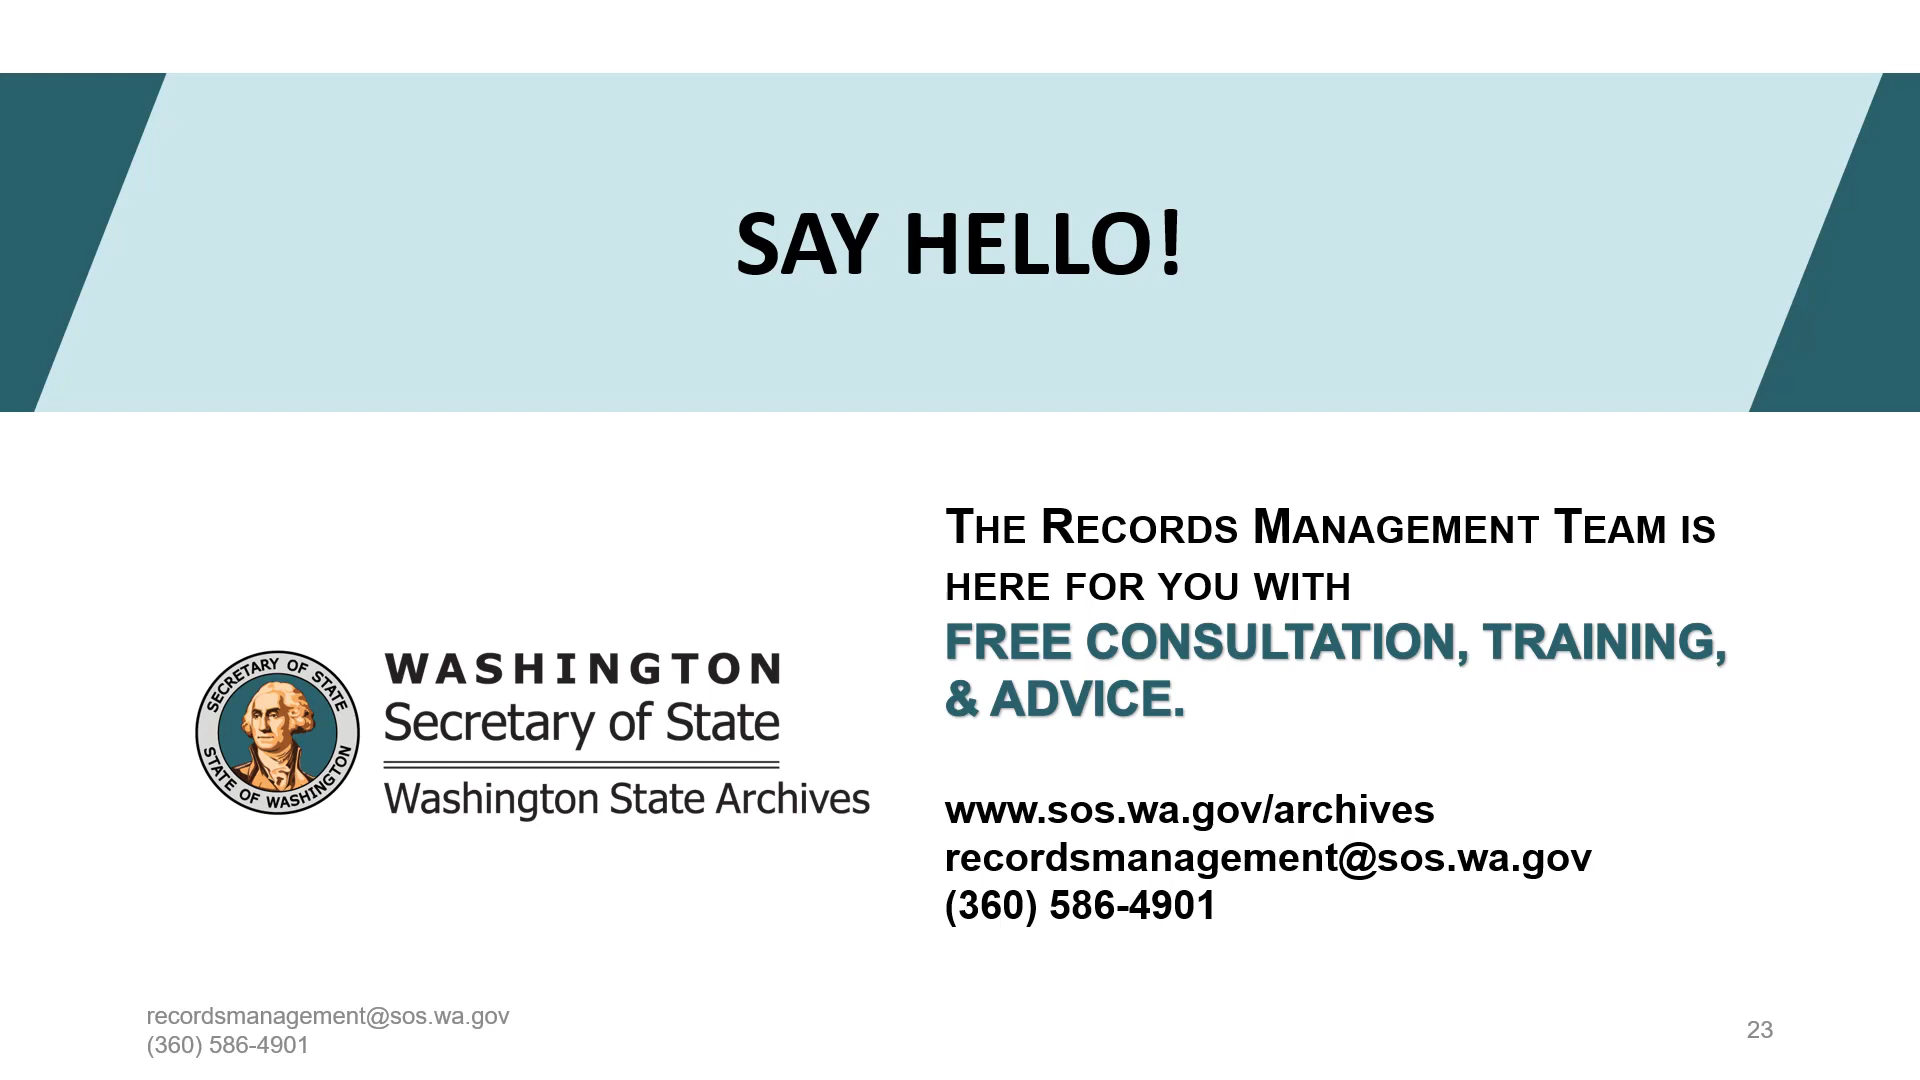 SAY HELLO!
SECRETARY OF STATE
STATE OF WASHINGTON
WASHINGTON
Secretary of State
Washington State Archives
THE RECORDS MANAGEMENT TEAM IS
HERE FOR YOU WITH
FREE CONSULTATION, TRAINING,
& ADVICE.
www.sos.wa.gov/archives
recordsmanagement@sos.wa.gov
(360) 586-4901
recordsmanagement@sos.wa.gov
(360) 586-4901
23